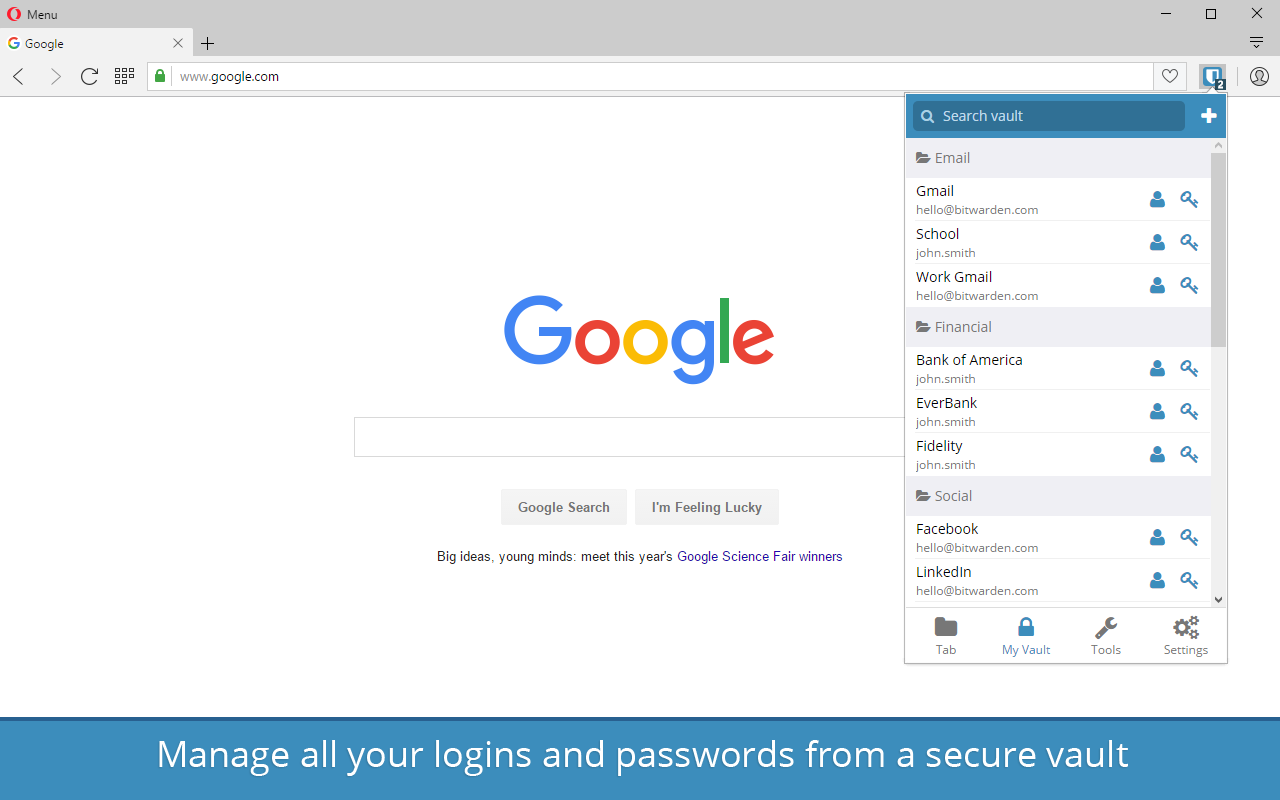 Menu
Google
www.google.com
2
Search vault
Email
Gmail
hello@bitwarden.com
School
john.smith
Work Gmail
hello@bitwarden.com
Financial
Bank of America
john.smith
EverBank
john.smith
Fidelity
john.smith
Social
Facebook
hello@bitwarden.com
LinkedIn
hello@bitwarden.com
Tab My Vault Tools Settings
Google
Google Search I'm Feeling Lucky
Big ideas, young minds: meet this year's Google Science Fair winners
Manage all your logins and passwords from a secure vault